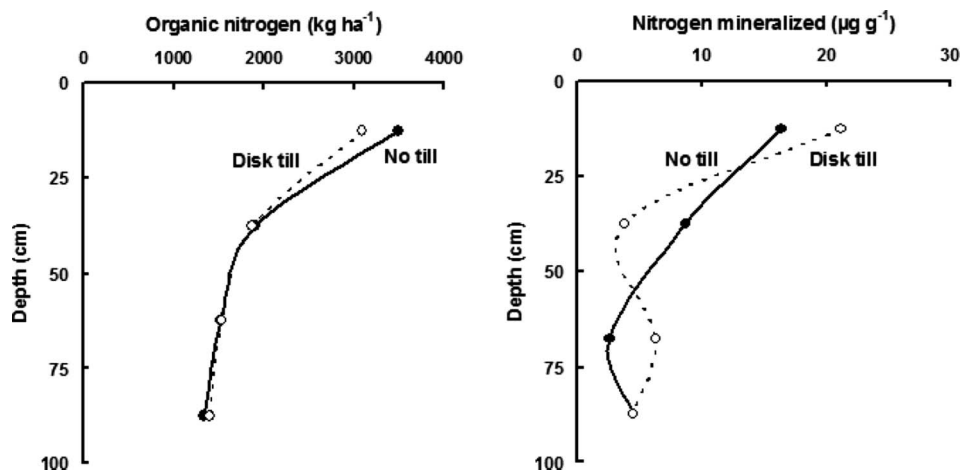 Organic nitrogen (kg ha⁻¹)
0 1000 2000 3000 4000
0
25
50
75
100
Depth (cm)
Disk till
No till
Nitrogen mineralized (µg g⁻¹)
0 10 20 30
0
25
50
75
100
Depth (cm)
No till
Disk till